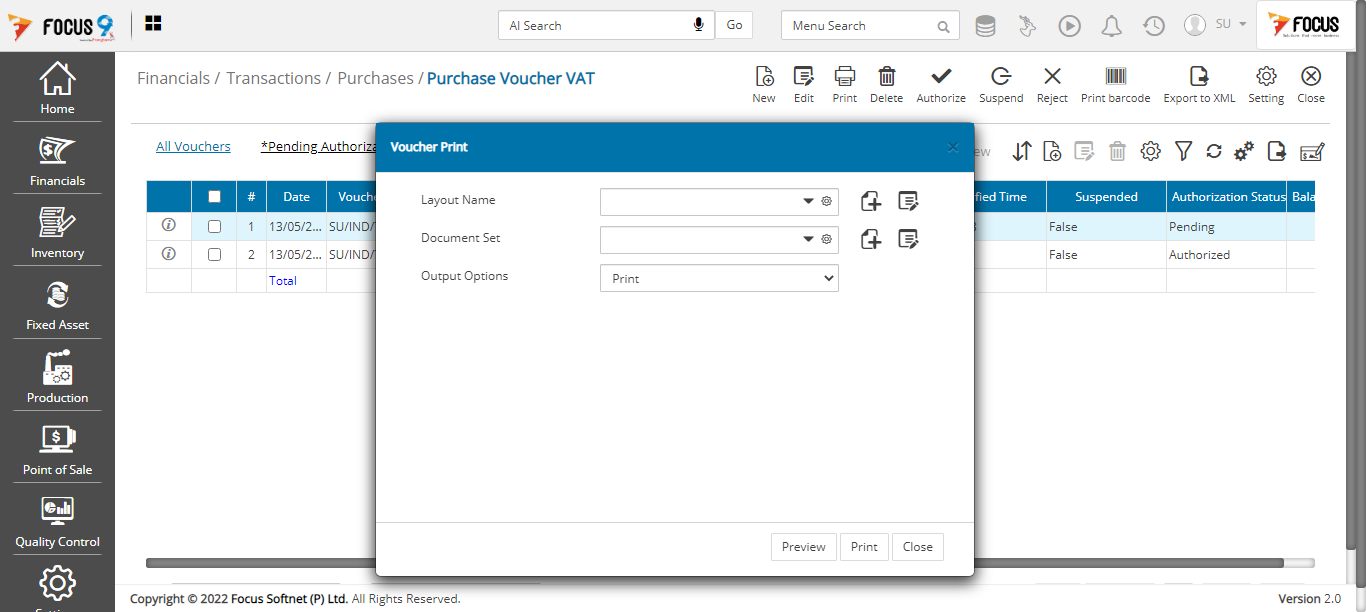 FOCUS 9
AI Search
Go
Menu Search
SU
FOCUS
Home
Financials
Inventory
Fixed Asset
Production
Point of Sale
Quality Control
Financials / Transactions / Purchases / Purchase Voucher VAT
New
Edit
Print
Delete
Authorize
Suspend
Reject
Print barcode
Export to XML
Setting
Close
All Vouchers
*Pending Authoriza
# Date Vouche
fied Time Suspended Authorization Status Bala
1 13/05/2... SU/IND/
False Pending
2 13/05/2... SU/IND/
False Authorized
Total
Voucher Print
Layout Name
Document Set
Output Options
Print
Preview
Print
Close
Copyright © 2022 Focus Softnet (P) Ltd. All Rights Reserved.
Version 2.0